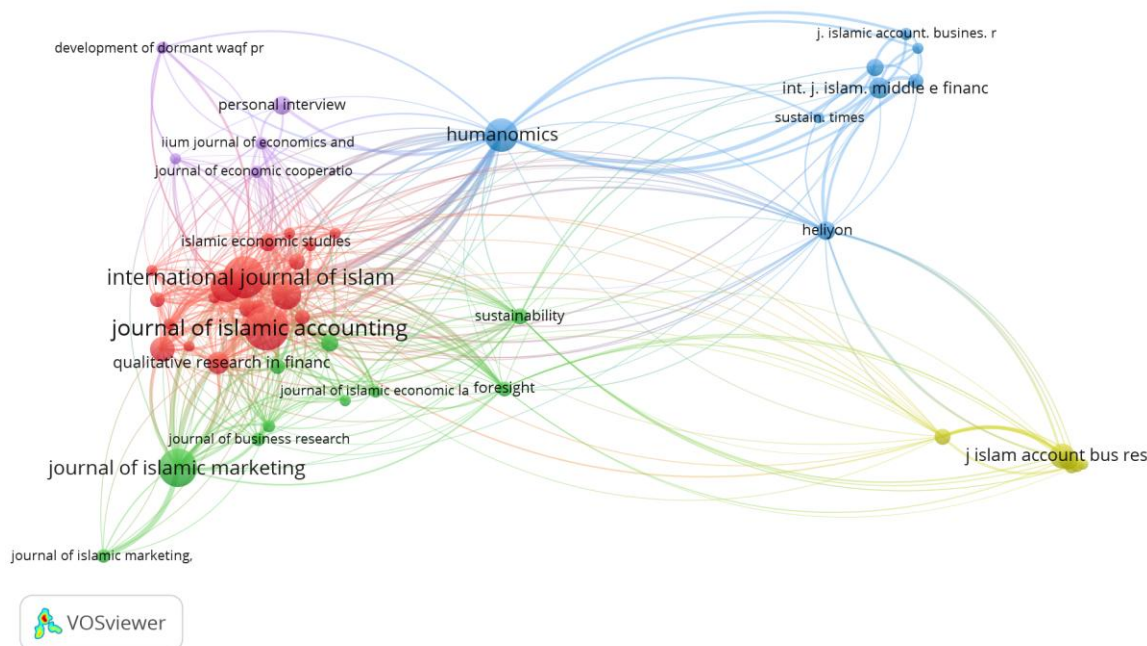 development of dormant waqf pr
j. islamic account. busines. r
int. j. islam. middle e financ
personal interview
sustain. times
humanomics
iium journal of economics and
journal of economic cooperatio
heliyon
islamic economic studies
international journal of islam
sustainability
journal of islamic accounting
qualitative research in financ
journal of islamic economic la
foresight
journal of business research
j islam account bus res
journal of islamic marketing
journal of islamic marketing,
VOSviewer